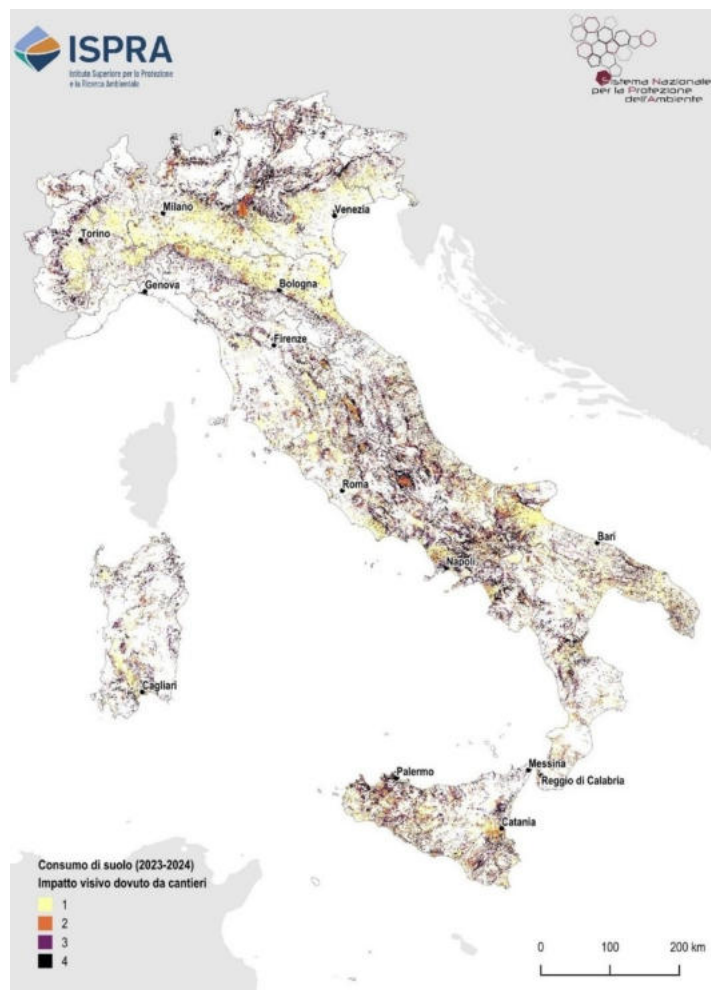 ISPRA
Istituto Superiore per la Protezione
e la Ricerca Ambientale
Sistema Nazionale
per la Protezione
dell'Ambiente
Milano
Venezia
Torino
Genova
Bologna
Firenze
Roma
Bari
Napoli
Cagliari
Messina
Palermo
Reggio di Calabria
Catania
Consumo di suolo (2023-2024)
Impatto visivo dovuto da cantieri
1
2
3
4
0 100 200 km